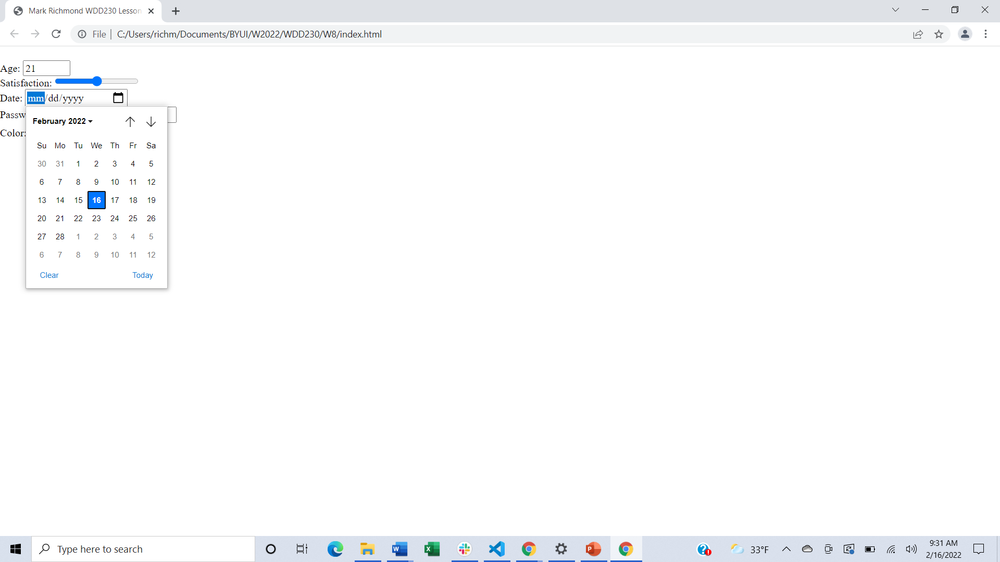 Mark Richmond WDD230 Lesson
File | C:/Users/richm/Documents/BYUI/W2022/WDD230/W8/index.html
Age: 21
Satisfaction:
Date: mm/dd/yyyy
Passw
Color:
February 2022
Su Mo Tu We Th Fr Sa
30 31 1 2 3 4 5
6 7 8 9 10 11 12
13 14 15 16 17 18 19
20 21 22 23 24 25 26
27 28 1 2 3 4 5
6 7 8 9 10 11 12
Clear Today
Type here to search
33°F
9:31 AM
2/16/2022